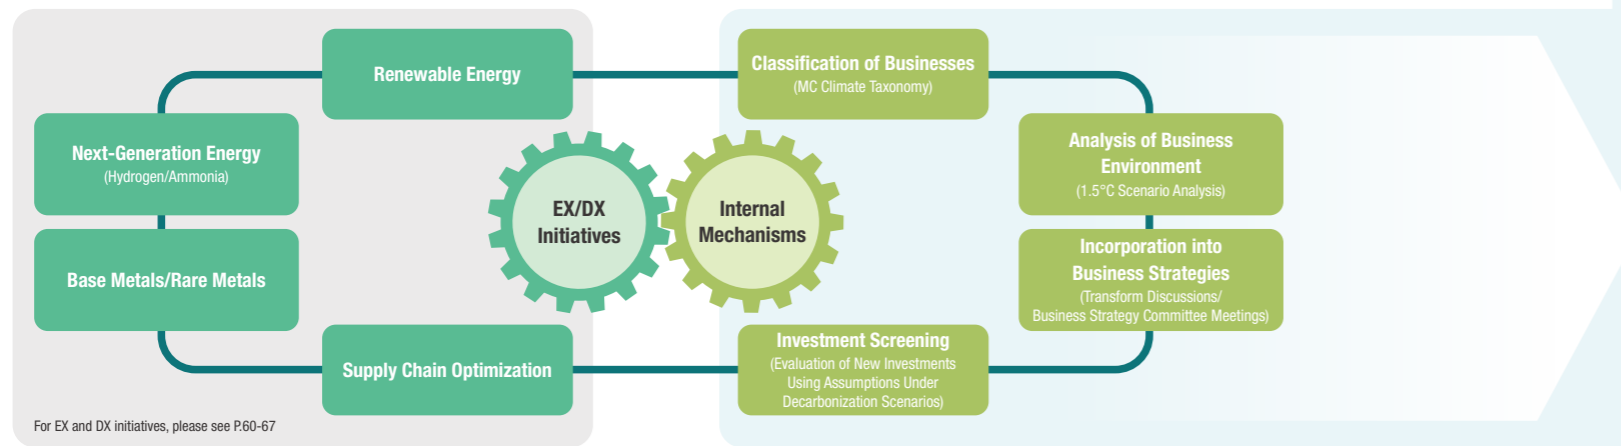 Renewable Energy
Next-Generation Energy
(Hydrogen/Ammonia)
Base Metals/Rare Metals
Supply Chain Optimization
For EX and DX initiatives, please see P.60-67
EX/DX
Initiatives
Internal
Mechanisms
Classification of Businesses
(MC Climate Taxonomy)
Analysis of Business
Environment
(1.5°C Scenario Analysis)
Incorporation into
Business Strategies
(Transform Discussions/
Business Strategy Committee Meetings)
Investment Screening
(Evaluation of New Investments
Using Assumptions Under
Decarbonization Scenarios)